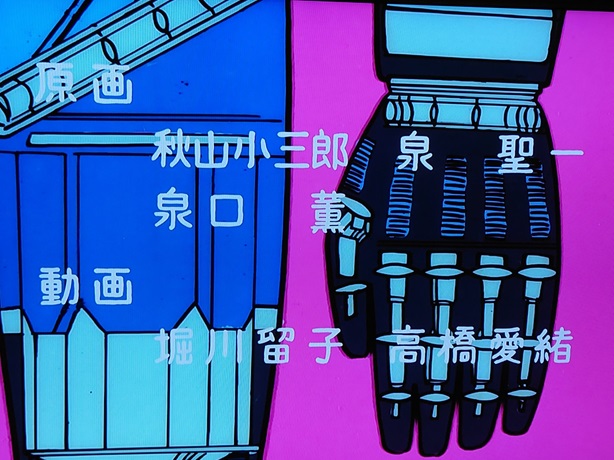 原画
秋山小三郎 泉 聖一
泉口 薫
動画
堀川留子 高橋愛緒